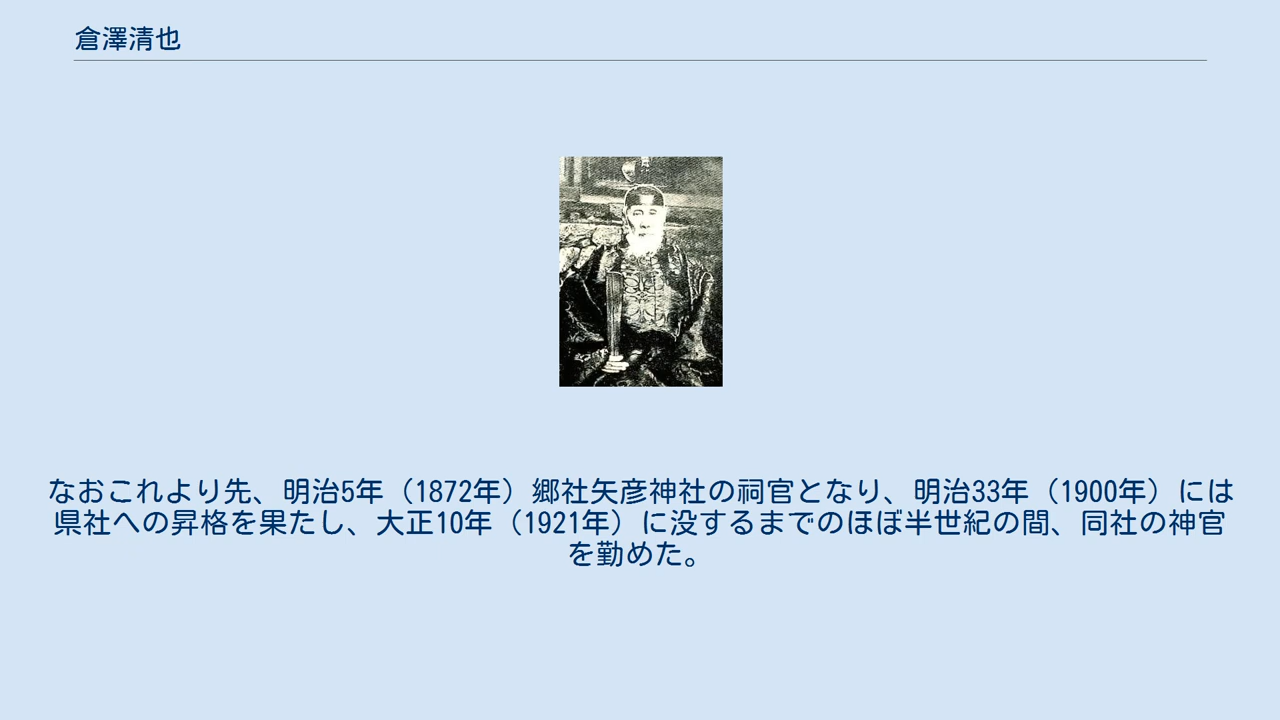 倉澤清也
なおこれより先、明治5年（1872年）郷社矢彦神社の祠官となり、明治33年（1900年）には
県社への昇格を果たし、大正10年（1921年）に没するまでのほぼ半世紀の間、同社の神官
を勤めた。